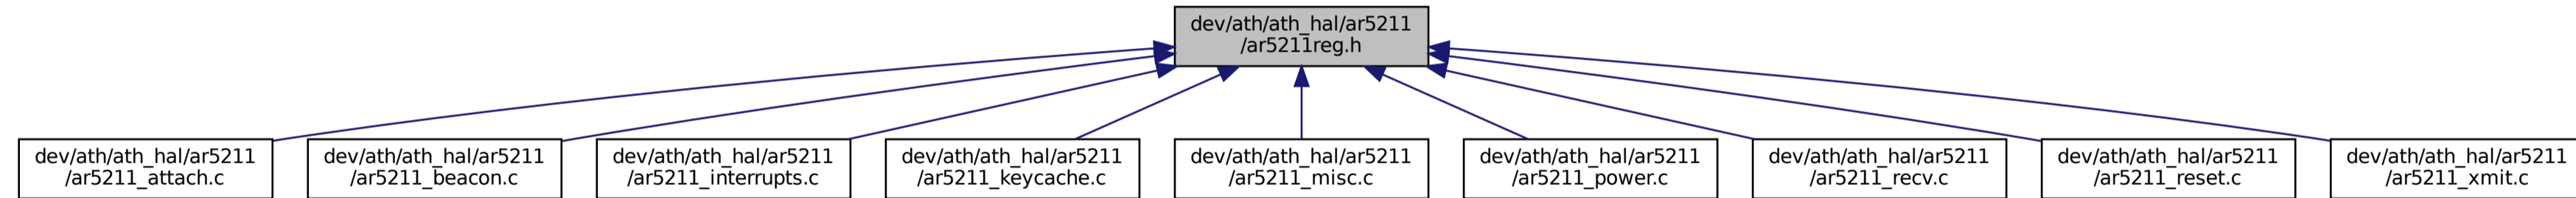 dev/ath/ath_hal/ar5211
/ar5211reg.h
dev/ath/ath_hal/ar5211
/ar5211_attach.c
dev/ath/ath_hal/ar5211
/ar5211_beacon.c
dev/ath/ath_hal/ar5211
/ar5211_interrupts.c
dev/ath/ath_hal/ar5211
/ar5211_keycache.c
dev/ath/ath_hal/ar5211
/ar5211_misc.c
dev/ath/ath_hal/ar5211
/ar5211_power.c
dev/ath/ath_hal/ar5211
/ar5211_recv.c
dev/ath/ath_hal/ar5211
/ar5211_reset.c
dev/ath/ath_hal/ar5211
/ar5211_xmit.c